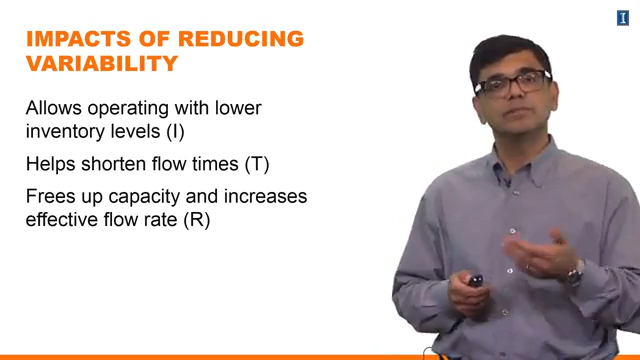 IMPACTS OF REDUCING
VARIABILITY
Allows operating with lower
inventory levels (I)
Helps shorten flow times (T)
Frees up capacity and increases
effective flow rate (R)
I